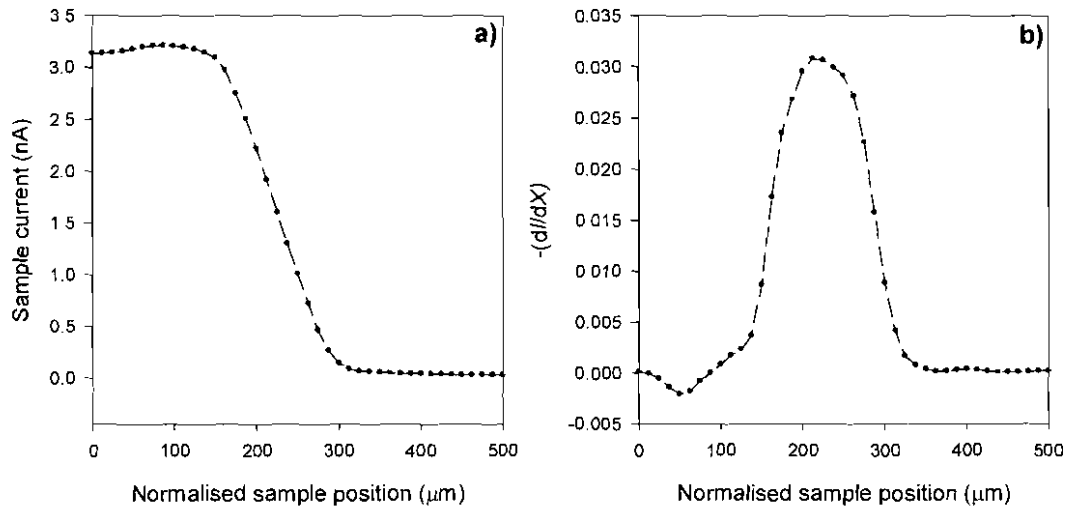 a)
Sample current (nA)
3.5
3.0
2.5
2.0
1.5
1.0
0.5
0.0
0 100 200 300 400 500
Normalised sample position (μm)
b)
-(dI/dX)
0.035
0.030
0.025
0.020
0.015
0.010
0.005
0.000
-0.005
0 100 200 300 400 500
Normalised sample position (μm)